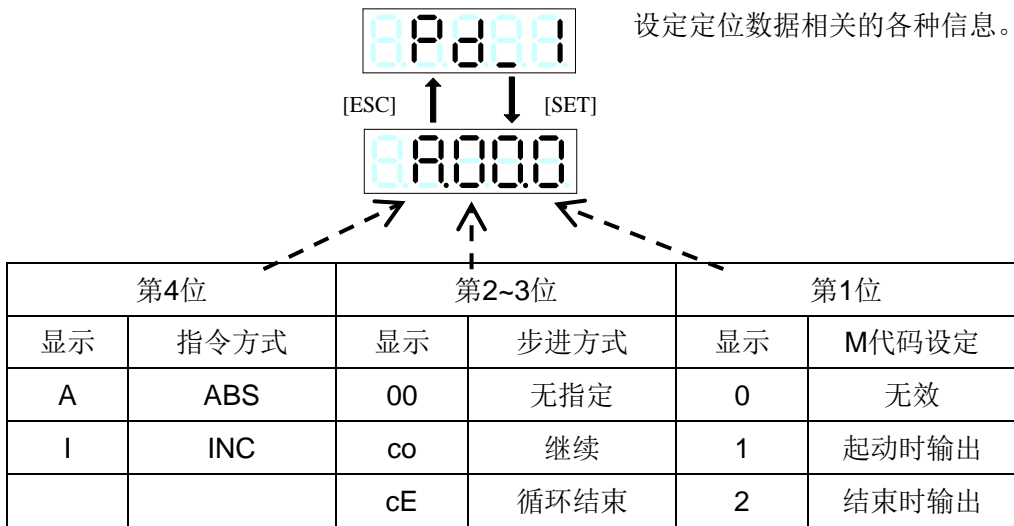 Pd_1
设定定位数据相关的各种信息。
[ESC] [SET]
A.00.0
第4位 第2~3位 第1位
显示 指令方式 显示 步进方式 显示 M代码设定
A ABS 00 无指定 0 无效
I INC co 继续 1 起动时输出
cE 循环结束 2 结束时输出